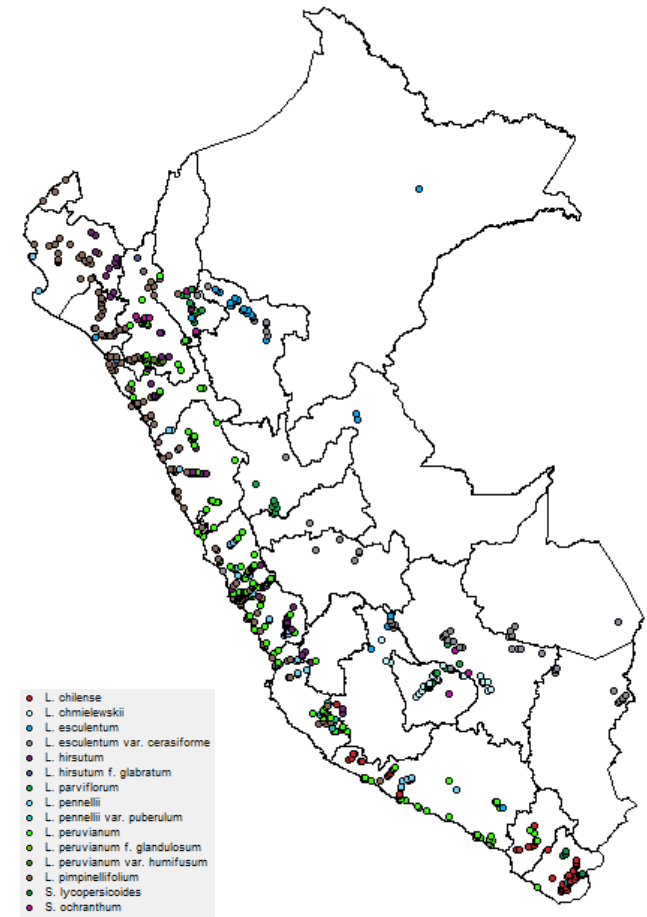 L. chilense
L. chmielewskii
L. esculentum
L. esculentum var. cerasiforme
L. hirsutum
L. hirsutum f. glabratum
L. parviflorum
L. pennellii
L. pennellii var. puberulum
L. peruvianum
L. peruvianum f. glandulosum
L. peruvianum var. humifusum
L. pimpinellifolium
S. lycopersicoides
S. ochranthum